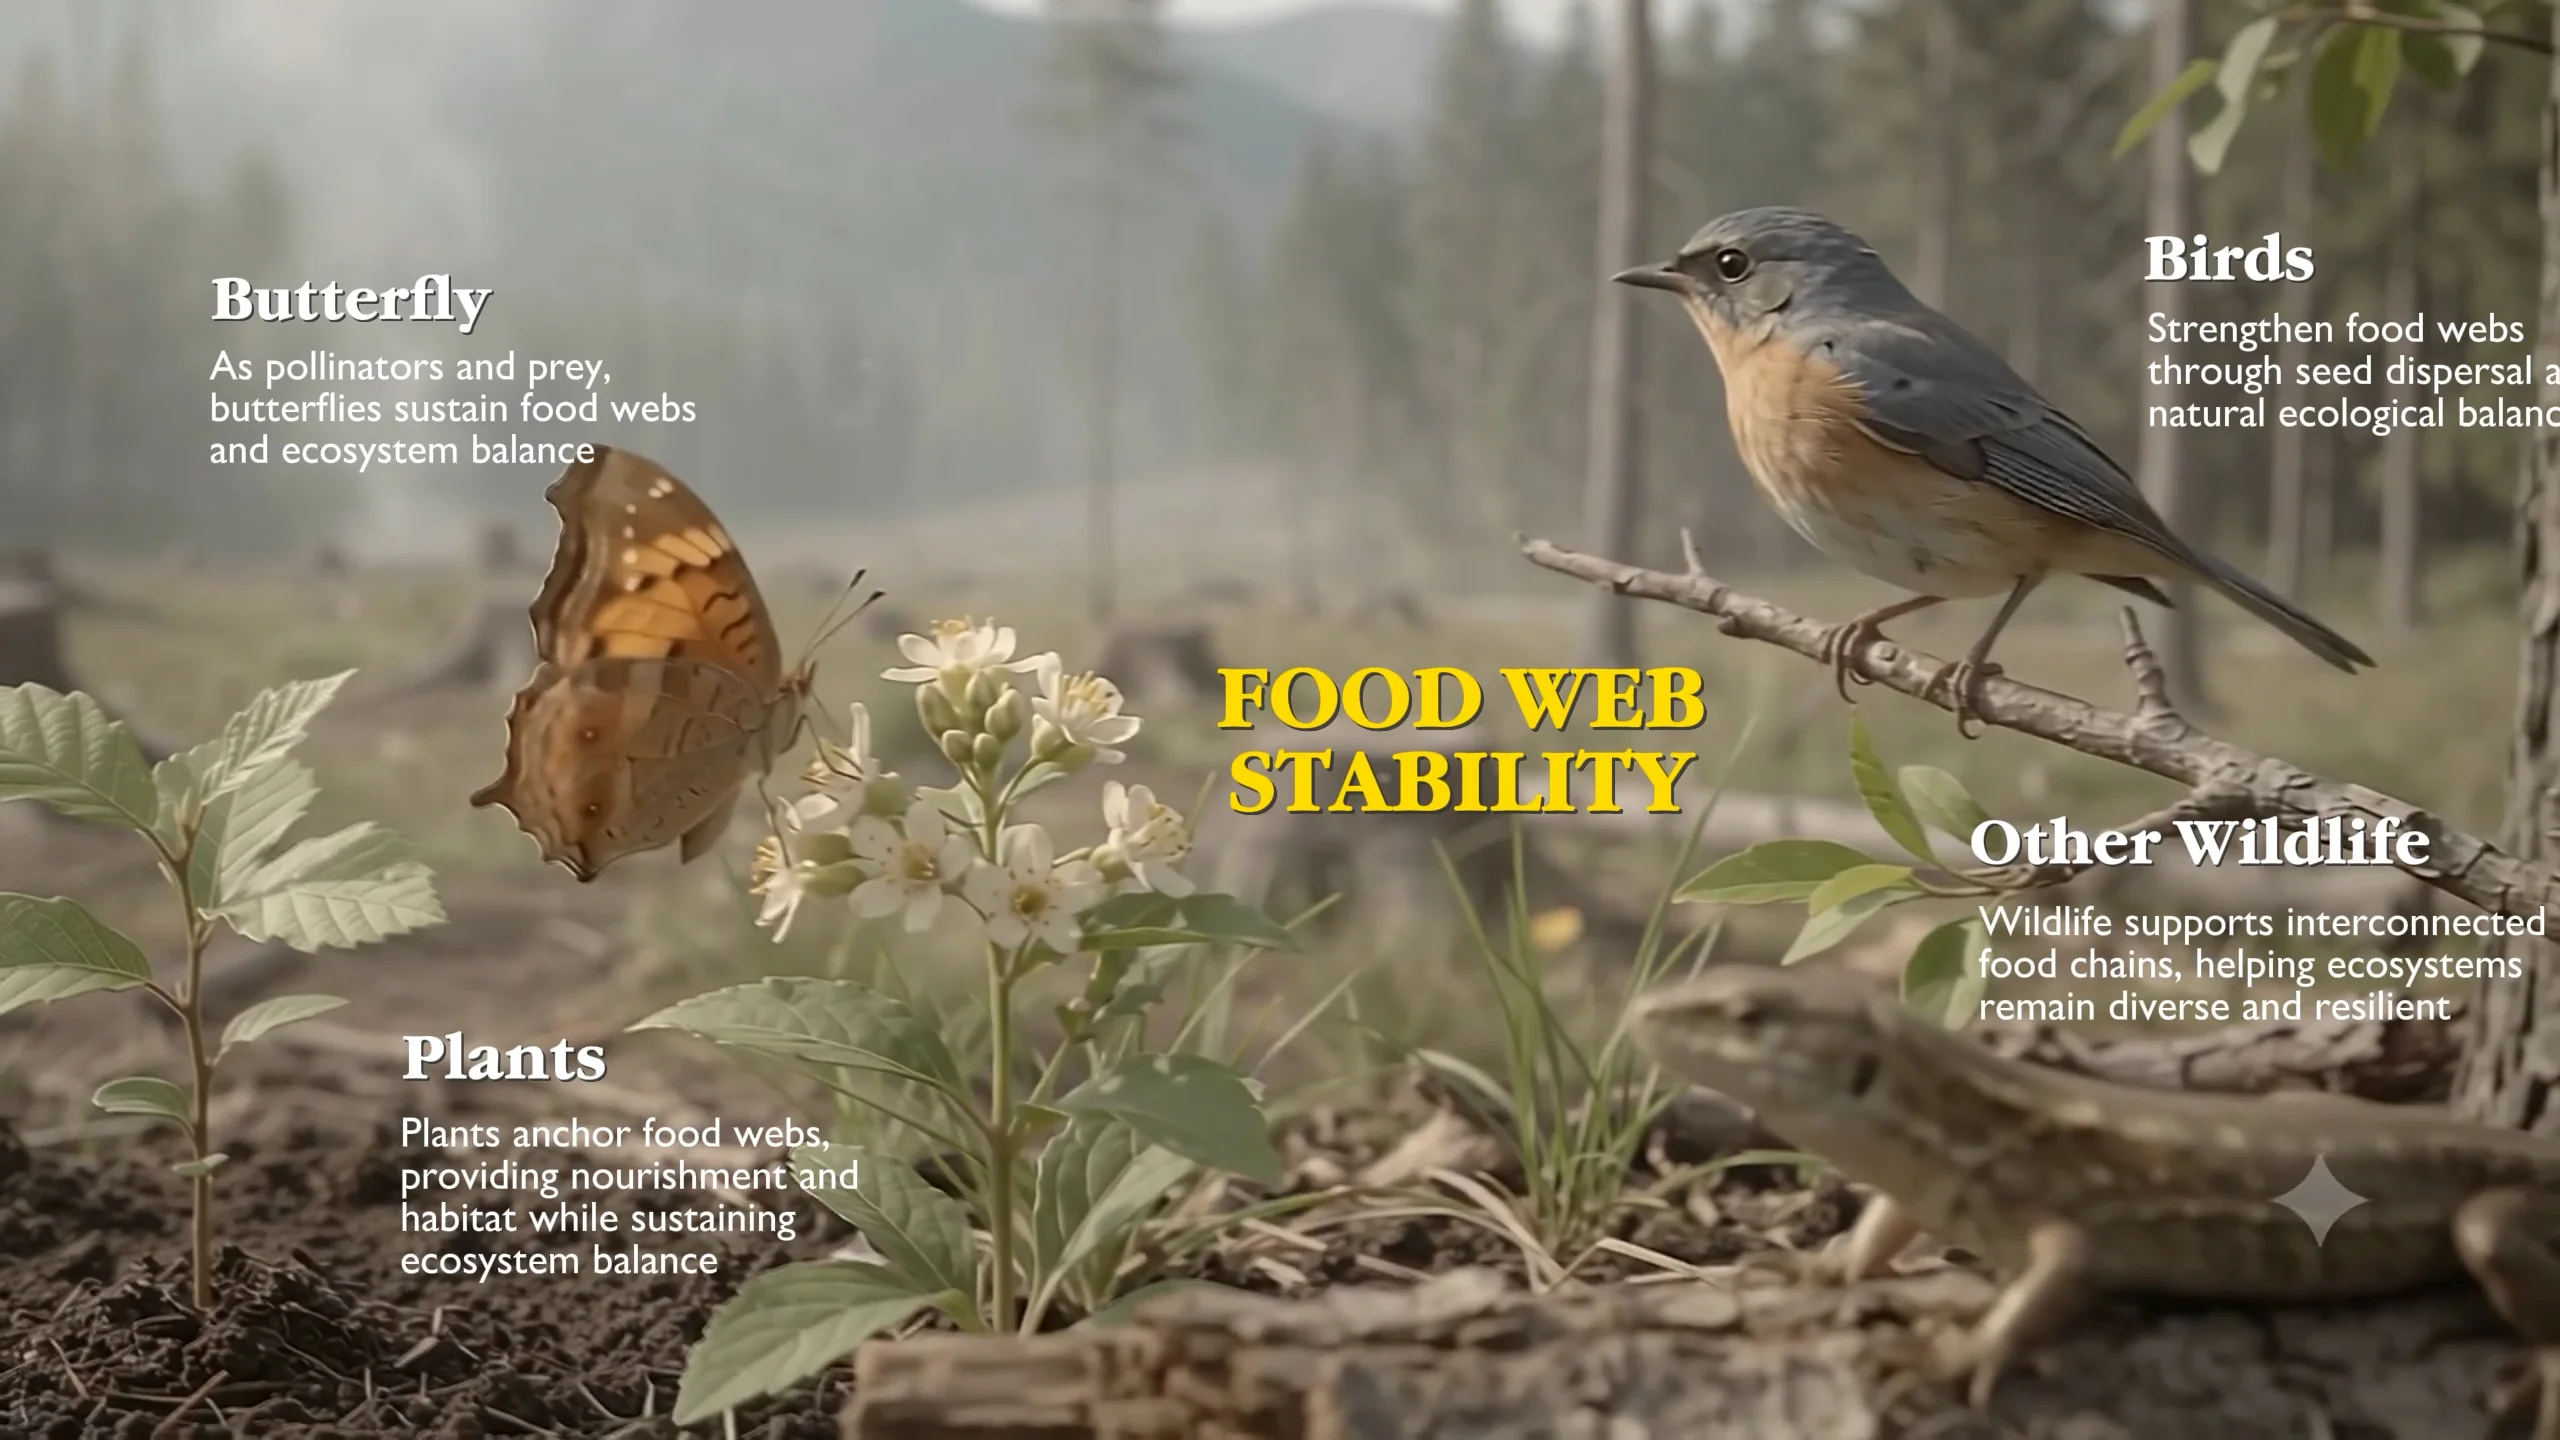 Butterfly
As pollinators and prey,
butterflies sustain food webs
and ecosystem balance
Birds
Strengthen food webs
through seed dispersal a
natural ecological balanc
FOOD WEB
STABILITY
Other Wildlife
Wildlife supports interconnected
food chains, helping ecosystems
remain diverse and resilient
Plants
Plants anchor food webs,
providing nourishment and
habitat while sustaining
ecosystem balance